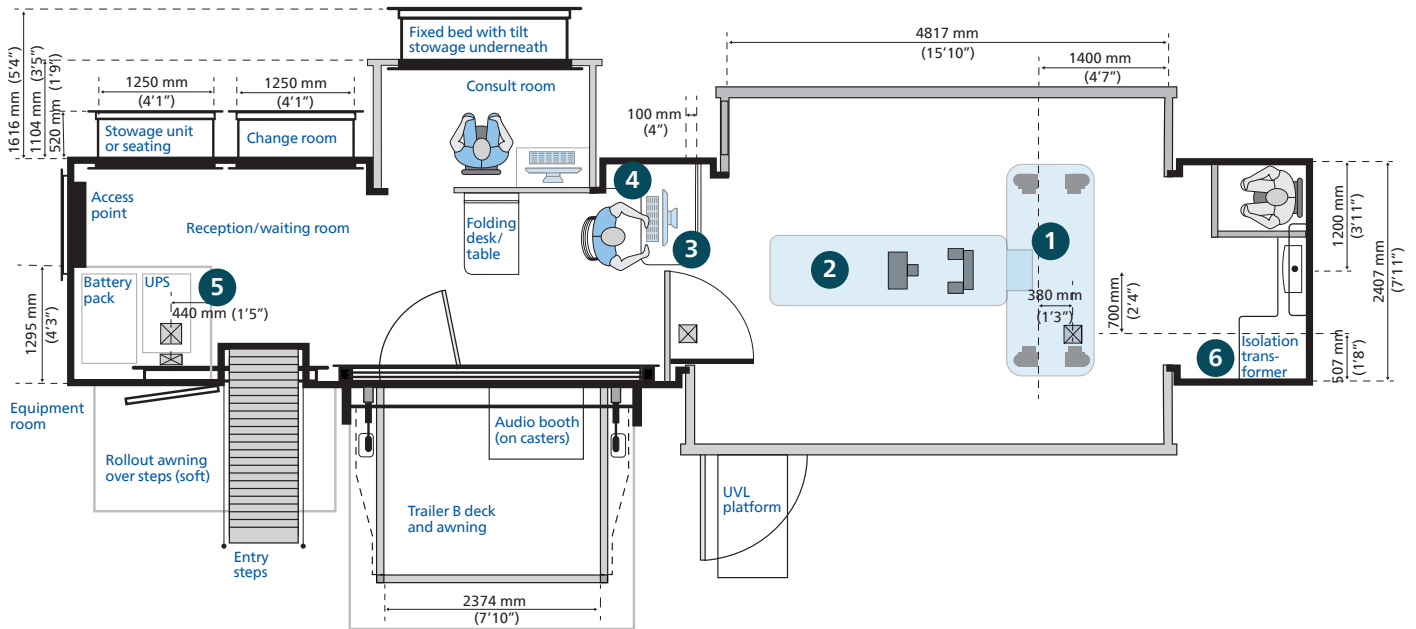 1616 mm (5'4")
1104 mm (3'5")
520 mm (1'9")
1250 mm
(4'1")
1250 mm
(4'1")
Stowage unit
or seating
Change room
Fixed bed with tilt
stowage underneath
Consult room
100 mm
(4")
4817 mm
(15'10")
1400 mm
(4'7")
Access
point
Reception/waiting room
Folding
desk/
table
4
3
1
2
1200 mm
(3'11")
2407 mm
(7'11")
Battery
pack
UPS
5
440 mm (1'5")
1295 mm
(4'3")
380 mm
(1'3")
700 mm
(2'4")
6
Isolation
trans-
former
507 mm
(1'8")
Equipment
room
Rollout awning
over steps (soft)
Audio booth
(on casters)
Trailer B deck
and awning
UVL
platform
Entry
steps
2374 mm
(7'10")